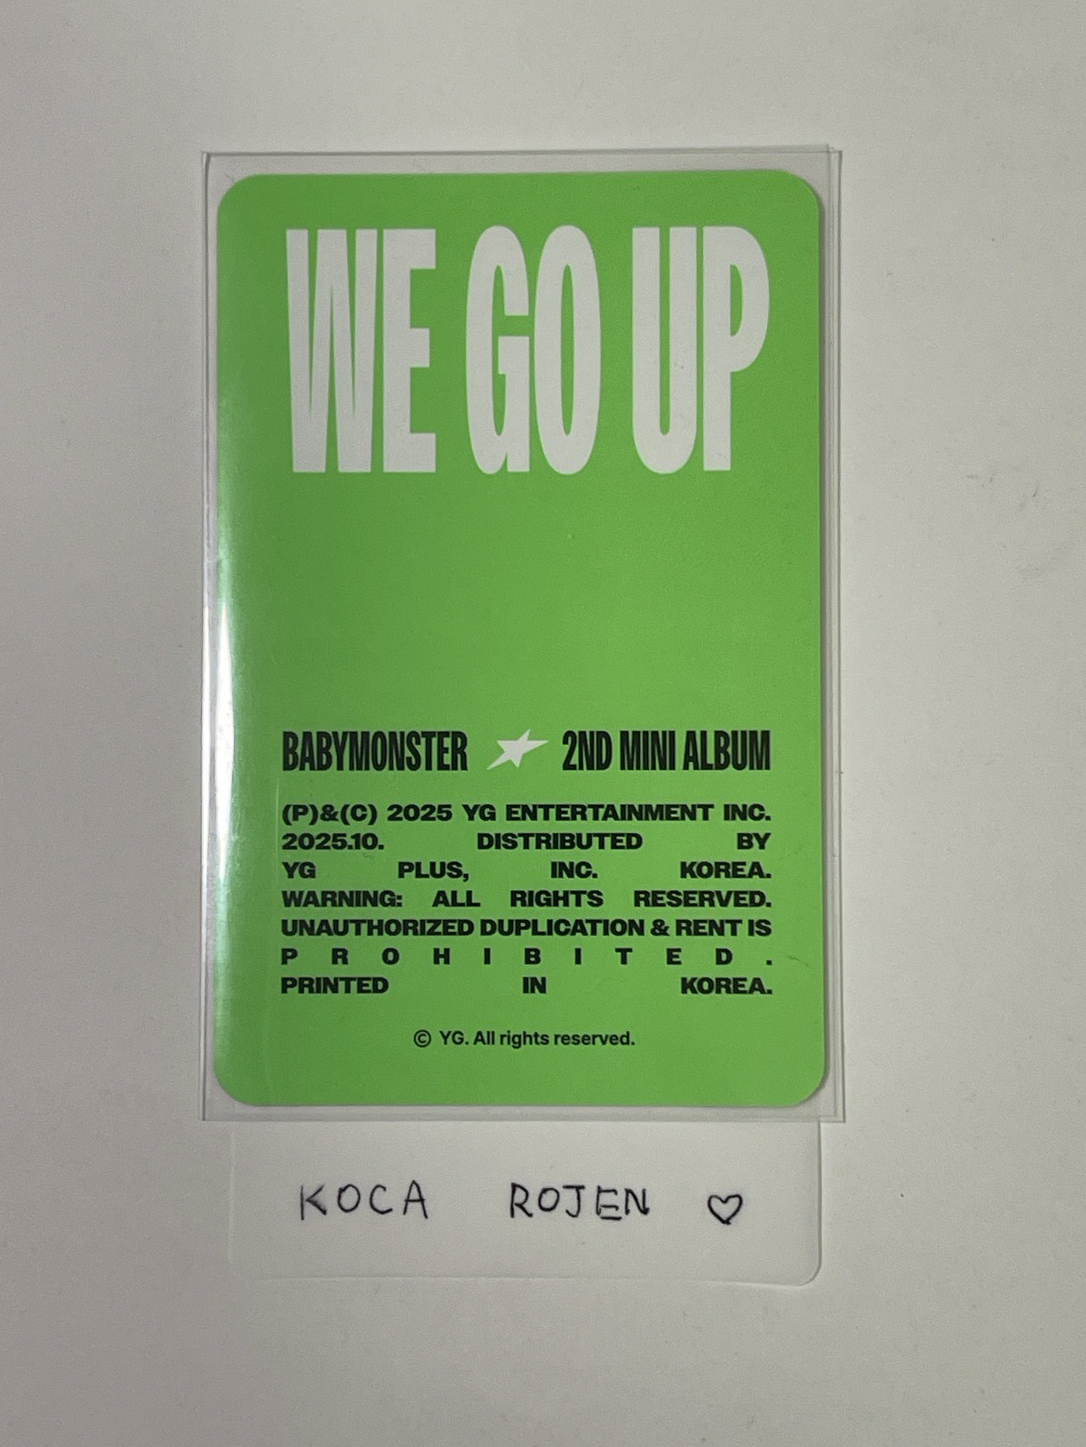 WE GO UP
BABYMONSTER 2ND MINI ALBUM
(P)&(C) 2025 YG ENTERTAINMENT INC.
2025.10. DISTRIBUTED BY
YG PLUS, INC. KOREA.
WARNING: ALL RIGHTS RESERVED.
UNAUTHORIZED DUPLICATION & RENT IS
PROHIBITED.
PRINTED IN KOREA.
© YG. All rights reserved.
KOCA ROJEN ♡